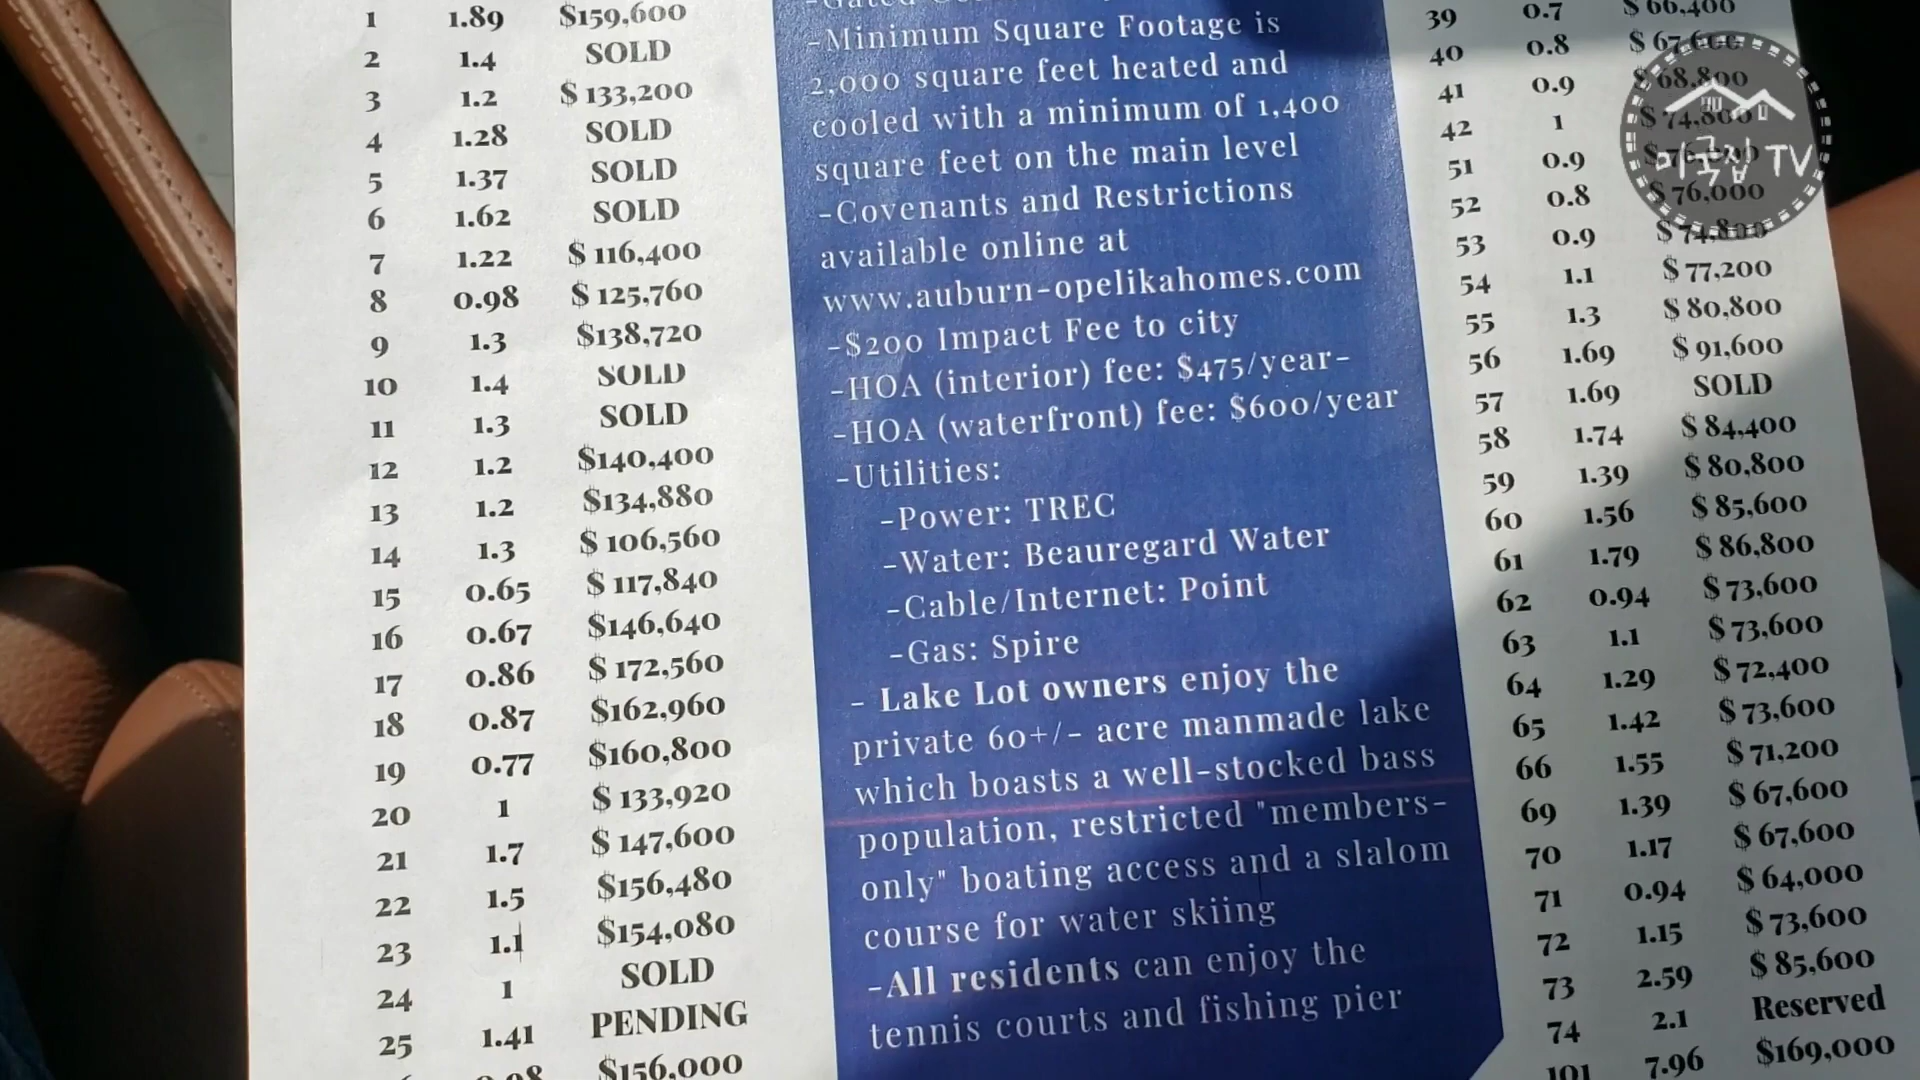 1 1.89 $159,600
2 1.4 SOLD
3 1.2 $133,200
4 1.28 SOLD
5 1.37 SOLD
6 1.62 SOLD
7 1.22 $116,400
8 0.98 $125,760
9 1.3 $138,720
10 1.4 SOLD
11 1.3 SOLD
12 1.2 $140,400
13 1.2 $134,880
14 1.3 $106,560
15 0.65 $117,840
16 0.67 $146,640
17 0.86 $172,560
18 0.87 $162,960
19 0.77 $160,800
20 1 $133,920
21 1.7 $147,600
22 1.5 $156,480
23 1.1 $154,080
24 1 SOLD
25 1.41 PENDING
$156,000
-Minimum Square Footage is
2,000 square feet heated and
cooled with a minimum of 1,400
square feet on the main level
-Covenants and Restrictions
available online at
www.auburn-opelikahomes.com
-$200 Impact Fee to city
-HOA (interior) fee: $475/year-
-HOA (waterfront) fee: $600/year
-Utilities:
-Power: TREC
-Water: Beauregard Water
-Cable/Internet: Point
-Gas: Spire
- Lake Lot owners enjoy the
private 60+/- acre manmade lake
which boasts a well-stocked bass
population, restricted "members-
only" boating access and a slalom
course for water skiing
-All residents can enjoy the
tennis courts and fishing pier
39 0.7 $66,400
40 0.8 $67,600
41 0.9 $68,800
42 1 $74,800
51 0.9
52 0.8 $76,000
53 0.9 $74,800
54 1.1 $77,200
55 1.3 $80,800
56 1.69 $91,600
57 1.69 SOLD
58 1.74 $84,400
59 1.39 $80,800
60 1.56 $85,600
61 1.79 $86,800
62 0.94 $73,600
63 1.1 $73,600
64 1.29 $72,400
65 1.42 $73,600
66 1.55 $71,200
69 1.39 $67,600
70 1.17 $67,600
71 0.94 $64,000
72 1.15 $73,600
73 2.59 $85,600
74 2.1 Reserved
101 7.96 $169,000
미국집 TV